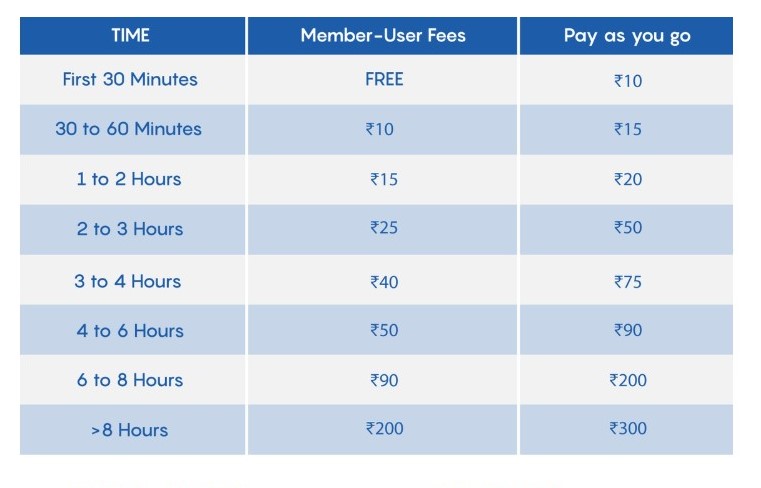 TIME Member-User Fees Pay as you go
First 30 Minutes FREE ₹10
30 to 60 Minutes ₹10 ₹15
1 to 2 Hours ₹15 ₹20
2 to 3 Hours ₹25 ₹50
3 to 4 Hours ₹40 ₹75
4 to 6 Hours ₹50 ₹90
6 to 8 Hours ₹90 ₹200
>8 Hours ₹200 ₹300